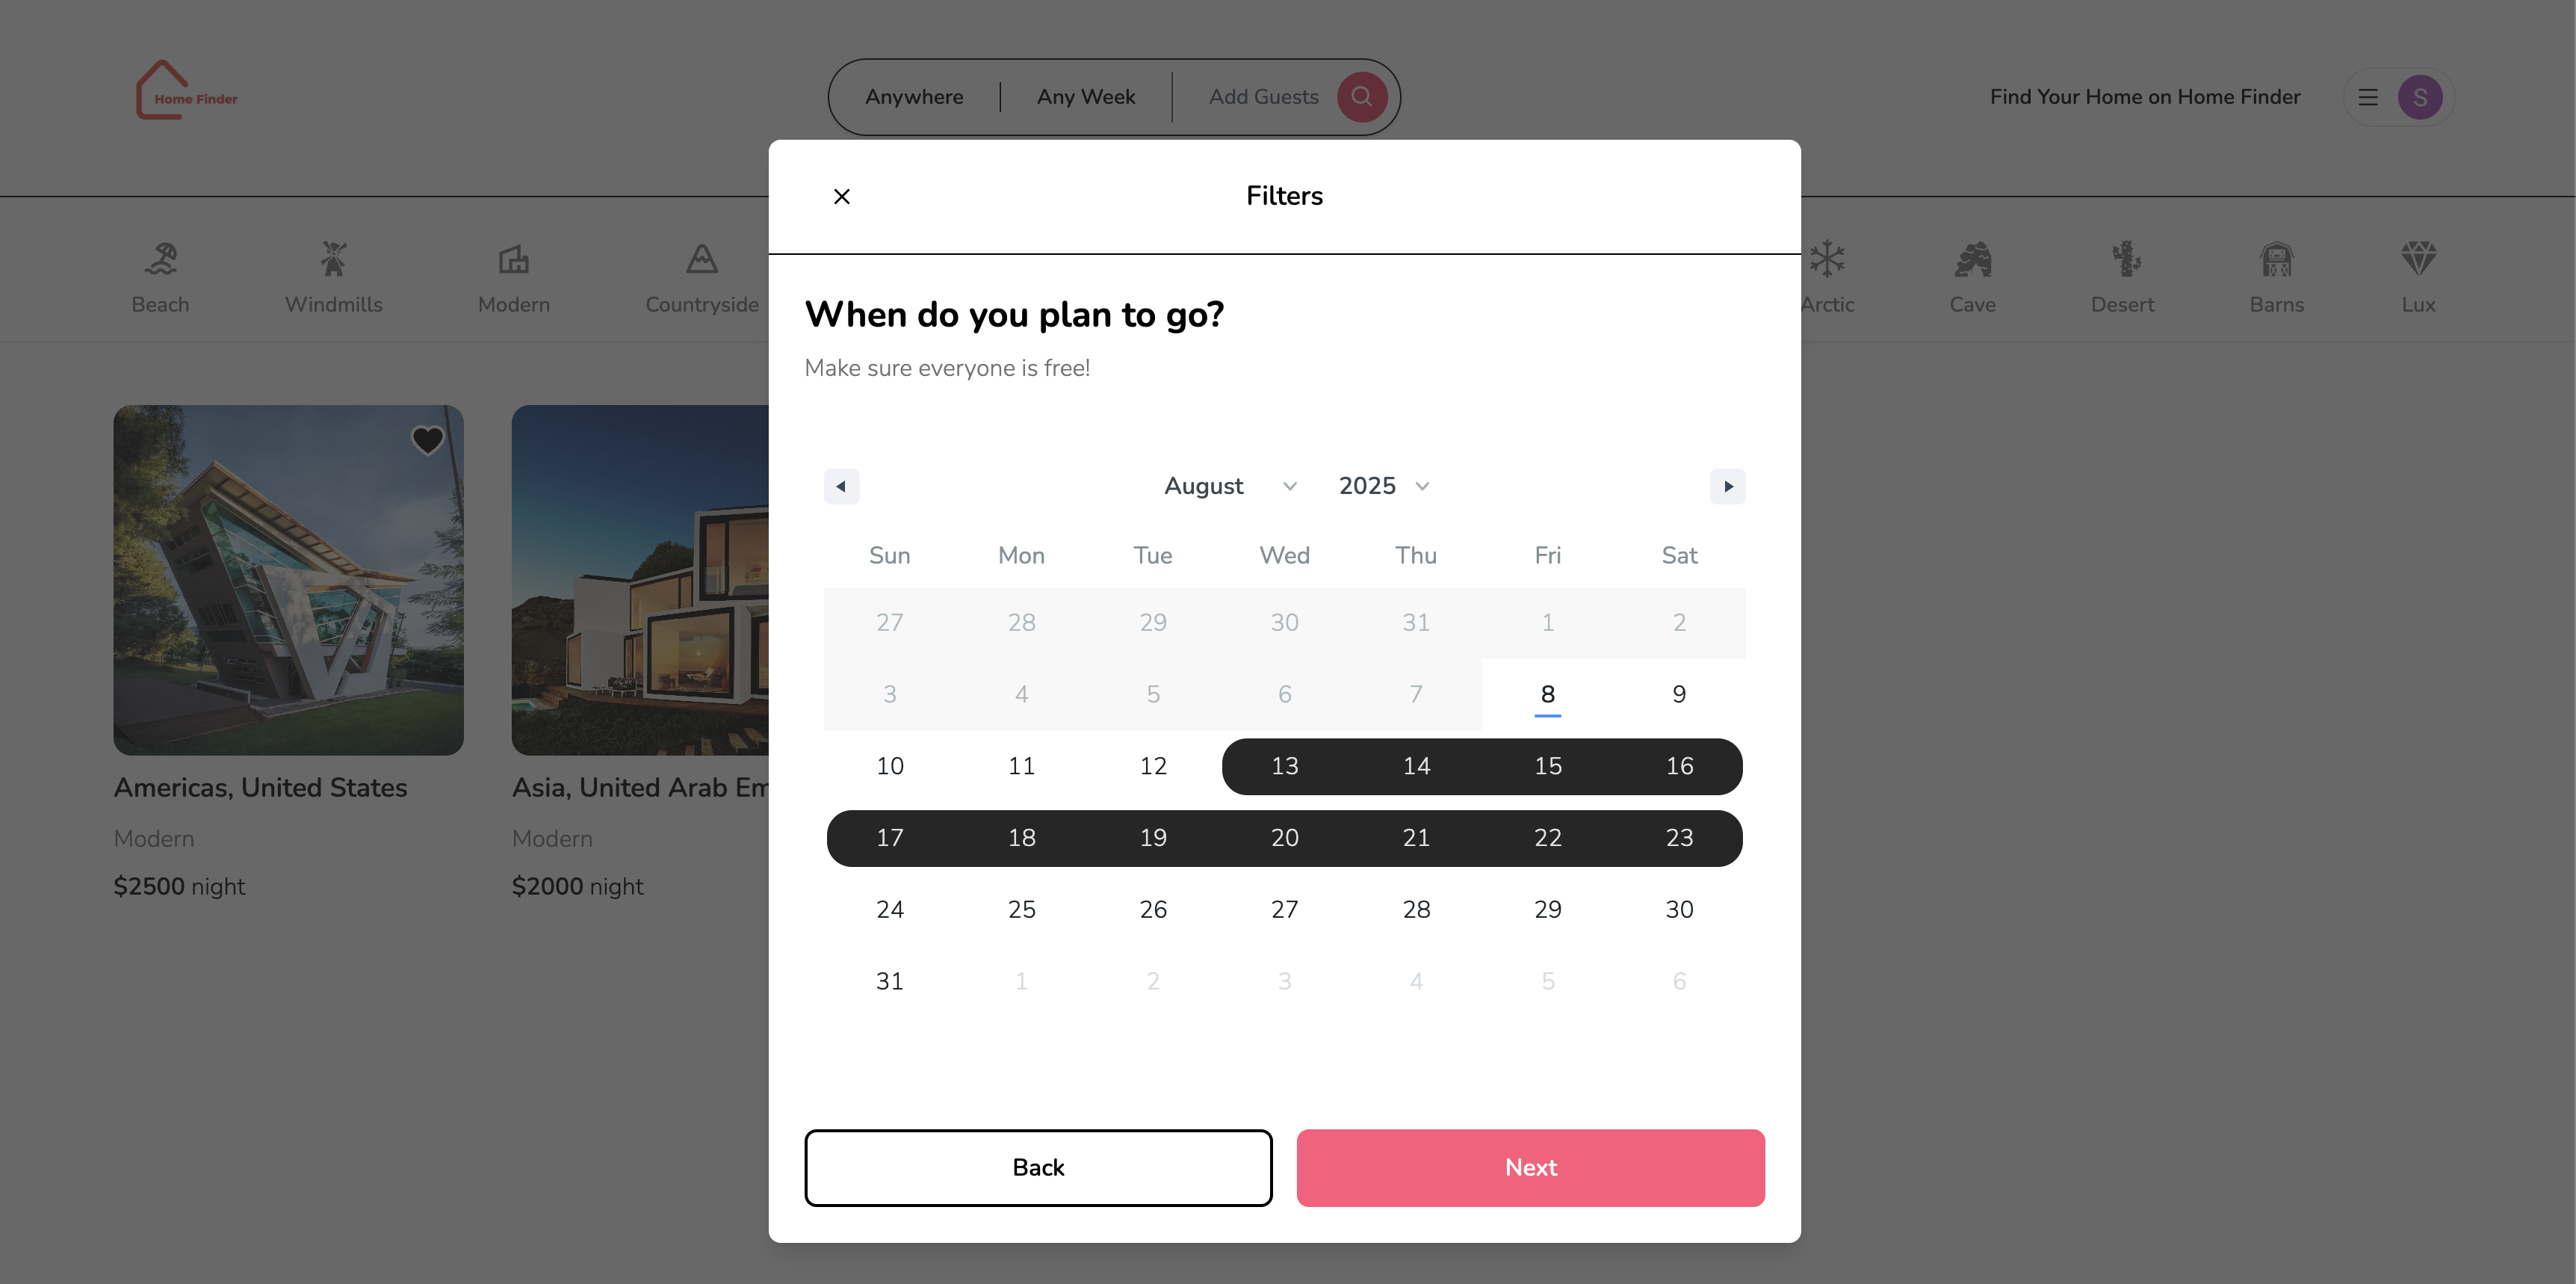 Home Finder
Anywhere Any Week Add Guests
Find Your Home on Home Finder
S
Filters
Beach Windmills Modern Countryside Arctic Cave Desert Barns Lux
When do you plan to go?
Make sure everyone is free!
August 2025
Sun Mon Tue Wed Thu Fri Sat
27 28 29 30 31 1 2
3 4 5 6 7 8 9
10 11 12 13 14 15 16
17 18 19 20 21 22 23
24 25 26 27 28 29 30
31 1 2 3 4 5 6
Back Next
Americas, United States
Modern
$2500 night
Asia, United Arab Em
Modern
$2000 night